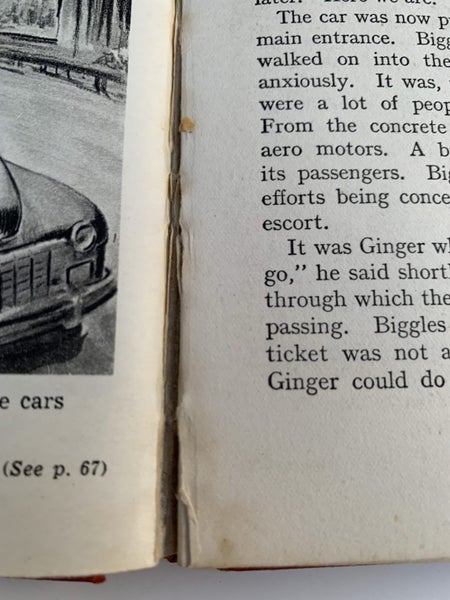 e cars
(See p. 67)
later. Here we are.
The car was now p
main entrance. Bigg
walked on into the
anxiously. It was,
were a lot of peop
From the concrete
aero motors. A b
its passengers. Big
efforts being conce
escort.
It was Ginger wh
go," he said shortl
through which the
passing. Biggles
ticket was not a
Ginger could do